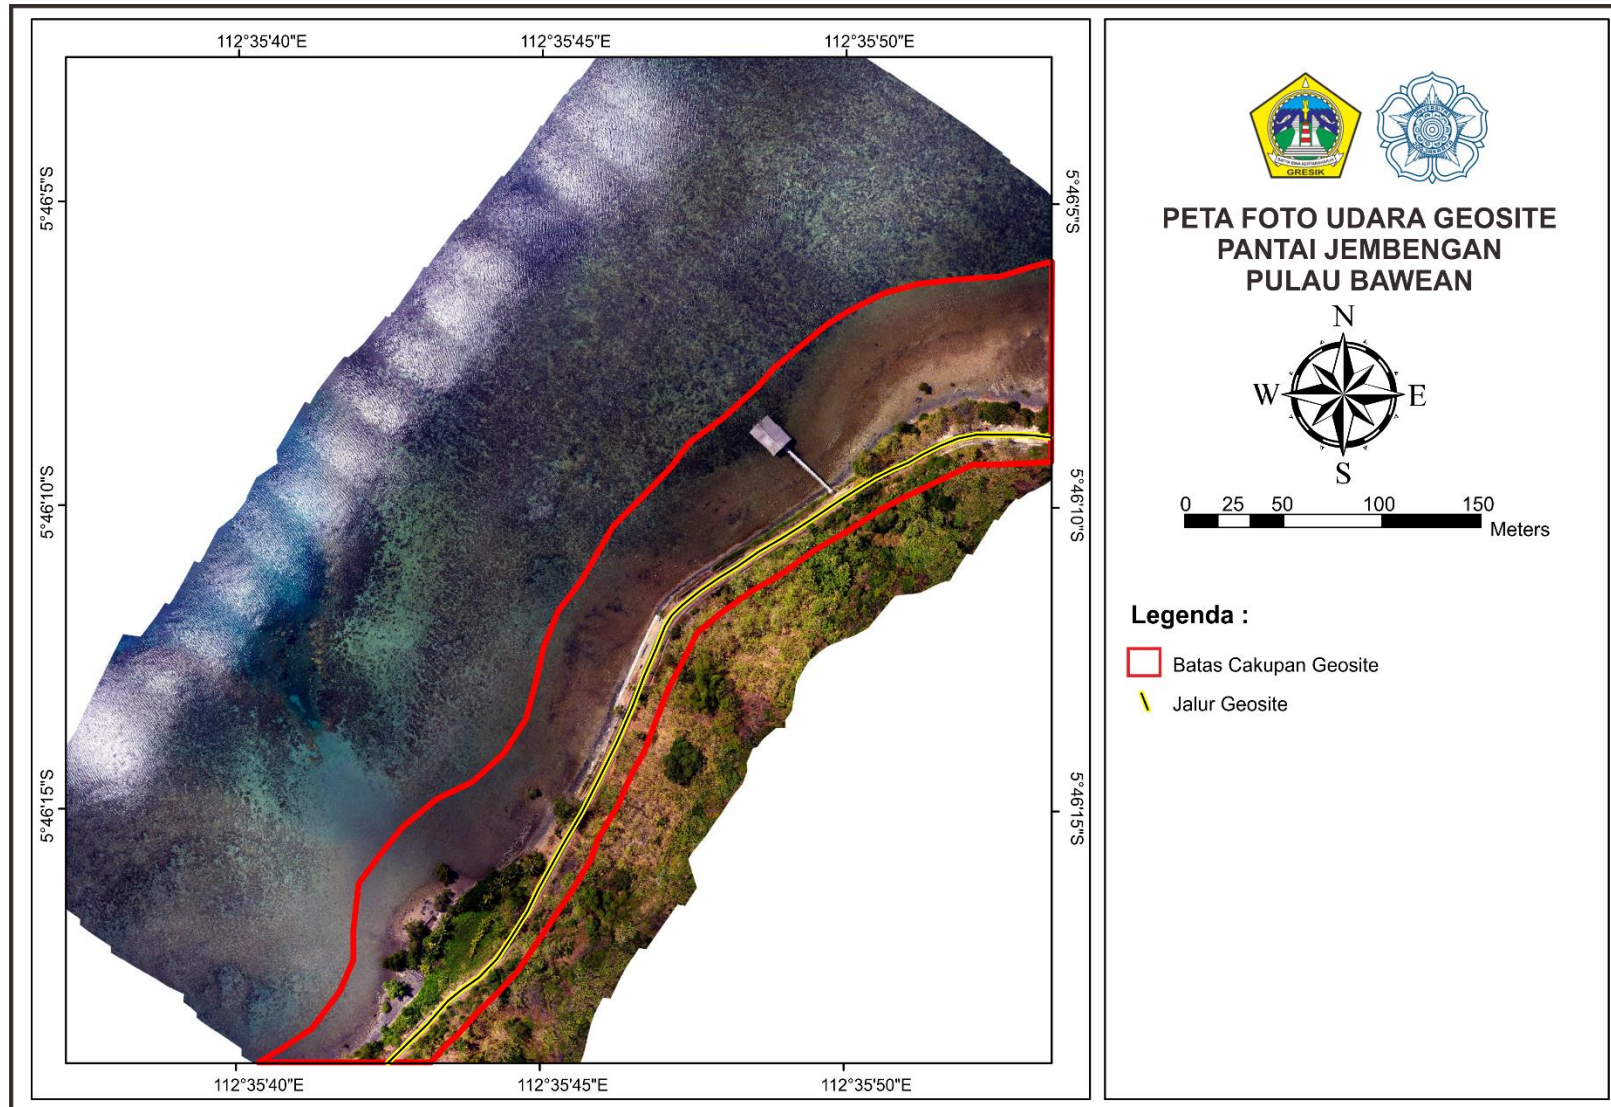 112°35'40"E 112°35'45"E 112°35'50"E
5°46'5"S 5°46'5"S
5°46'10"S 5°46'10"S
5°46'15"S 5°46'15"S
112°35'40"E 112°35'45"E 112°35'50"E
GRESIK
PETA FOTO UDARA GEOSITE
PANTAI JEMBENGAN
PULAU BAWEAN
N
W E
S
0 25 50 100 150
Meters
Legenda :
Batas Cakupan Geosite
Jalur Geosite